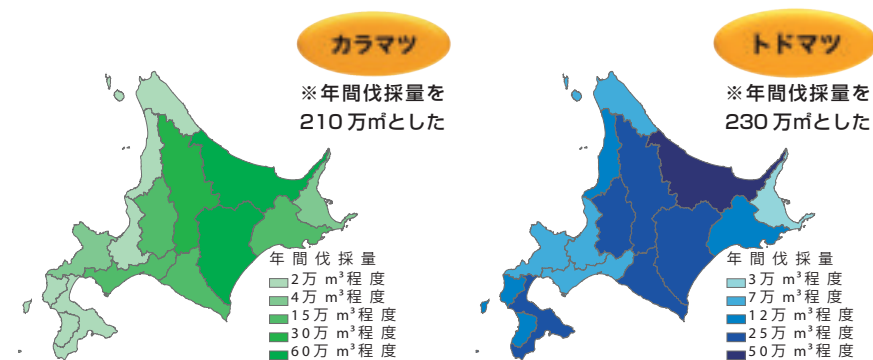 カラマツ
※年間伐採量を
210万㎥とした
年間伐採量
2万 m³程度
4万 m³程度
15万 m³程度
30万 m³程度
60万 m³程度
トドマツ
※年間伐採量を
230万㎥とした
年間伐採量
3万 m³程度
7万 m³程度
12万 m³程度
25万 m³程度
50万 m³程度